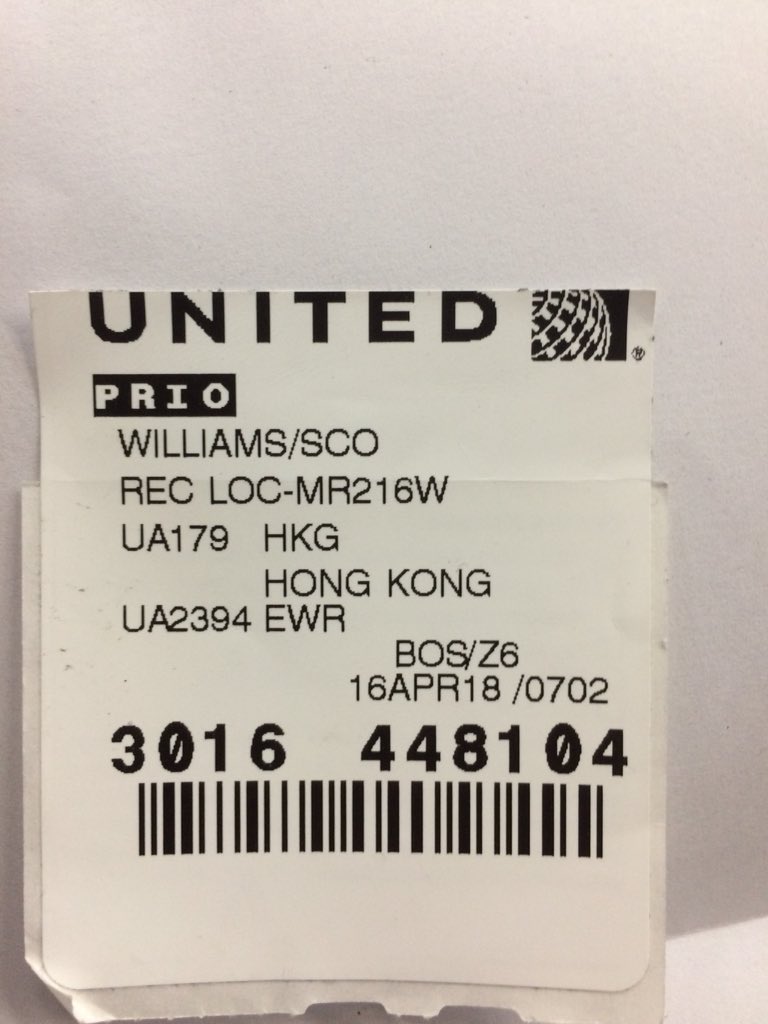 UNITED
PRIO
WILLIAMS/SCO
REC LOC-MR216W
UA179 HKG
HONG KONG
UA2394 EWR
BOS/Z6
16APR18 /0702
3016 448104